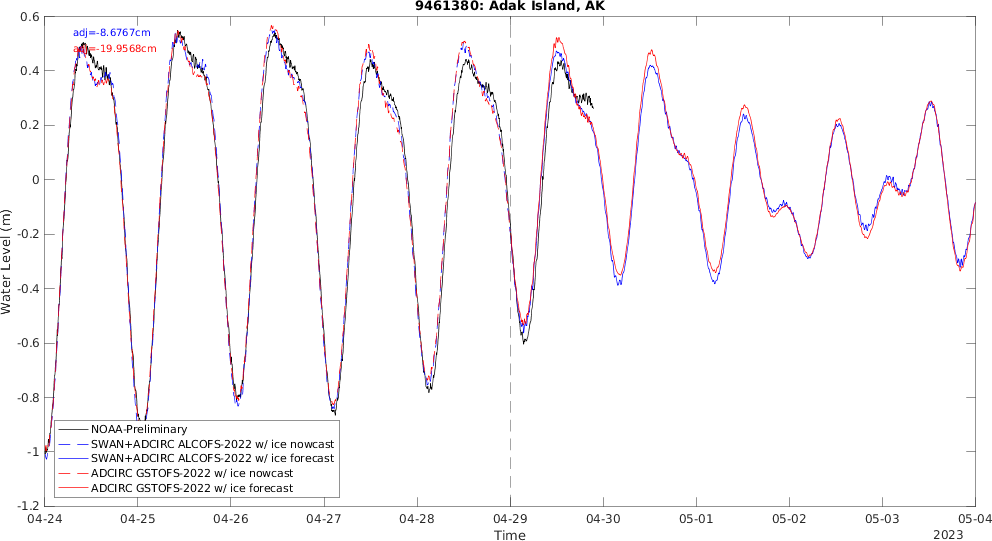 9461380: Adak Island, AK
adj=-8.6767cm
adj=-19.9568cm
Water Level (m)
0.6
0.4
0.2
0
-0.2
-0.4
-0.6
-0.8
-1
-1.2
NOAA-Preliminary
SWAN+ADCIRC ALCOFS-2022 w/ ice nowcast
SWAN+ADCIRC ALCOFS-2022 w/ ice forecast
ADCIRC GSTOFS-2022 w/ ice nowcast
ADCIRC GSTOFS-2022 w/ ice forecast
04-24 04-25 04-26 04-27 04-28 04-29 04-30 05-01 05-02 05-03 05-04
Time
2023